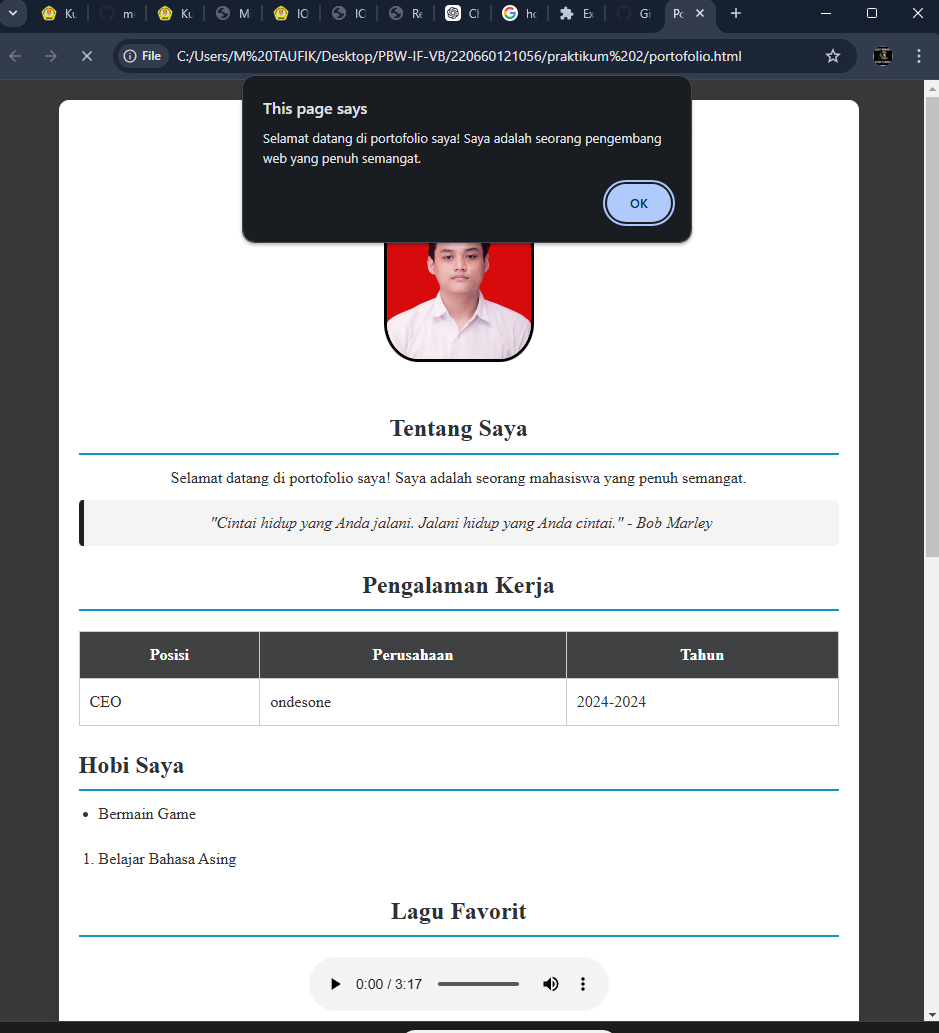 Ku
m
Ku
M
IC
IC
Re
Cl
hc
Ex
Gi
Pc
File
C:/Users/M%20TAUFIK/Desktop/PBW-IF-VB/220660121056/praktikum%202/portofolio.html
This page says
Selamat datang di portofolio saya! Saya adalah seorang pengembang
web yang penuh semangat.
OK
Tentang Saya
Selamat datang di portofolio saya! Saya adalah seorang mahasiswa yang penuh semangat.
"Cintai hidup yang Anda jalani. Jalani hidup yang Anda cintai." - Bob Marley
Pengalaman Kerja
Posisi Perusahaan Tahun
CEO ondesone 2024-2024
Hobi Saya
• Bermain Game
1. Belajar Bahasa Asing
Lagu Favorit
0:00 / 3:17